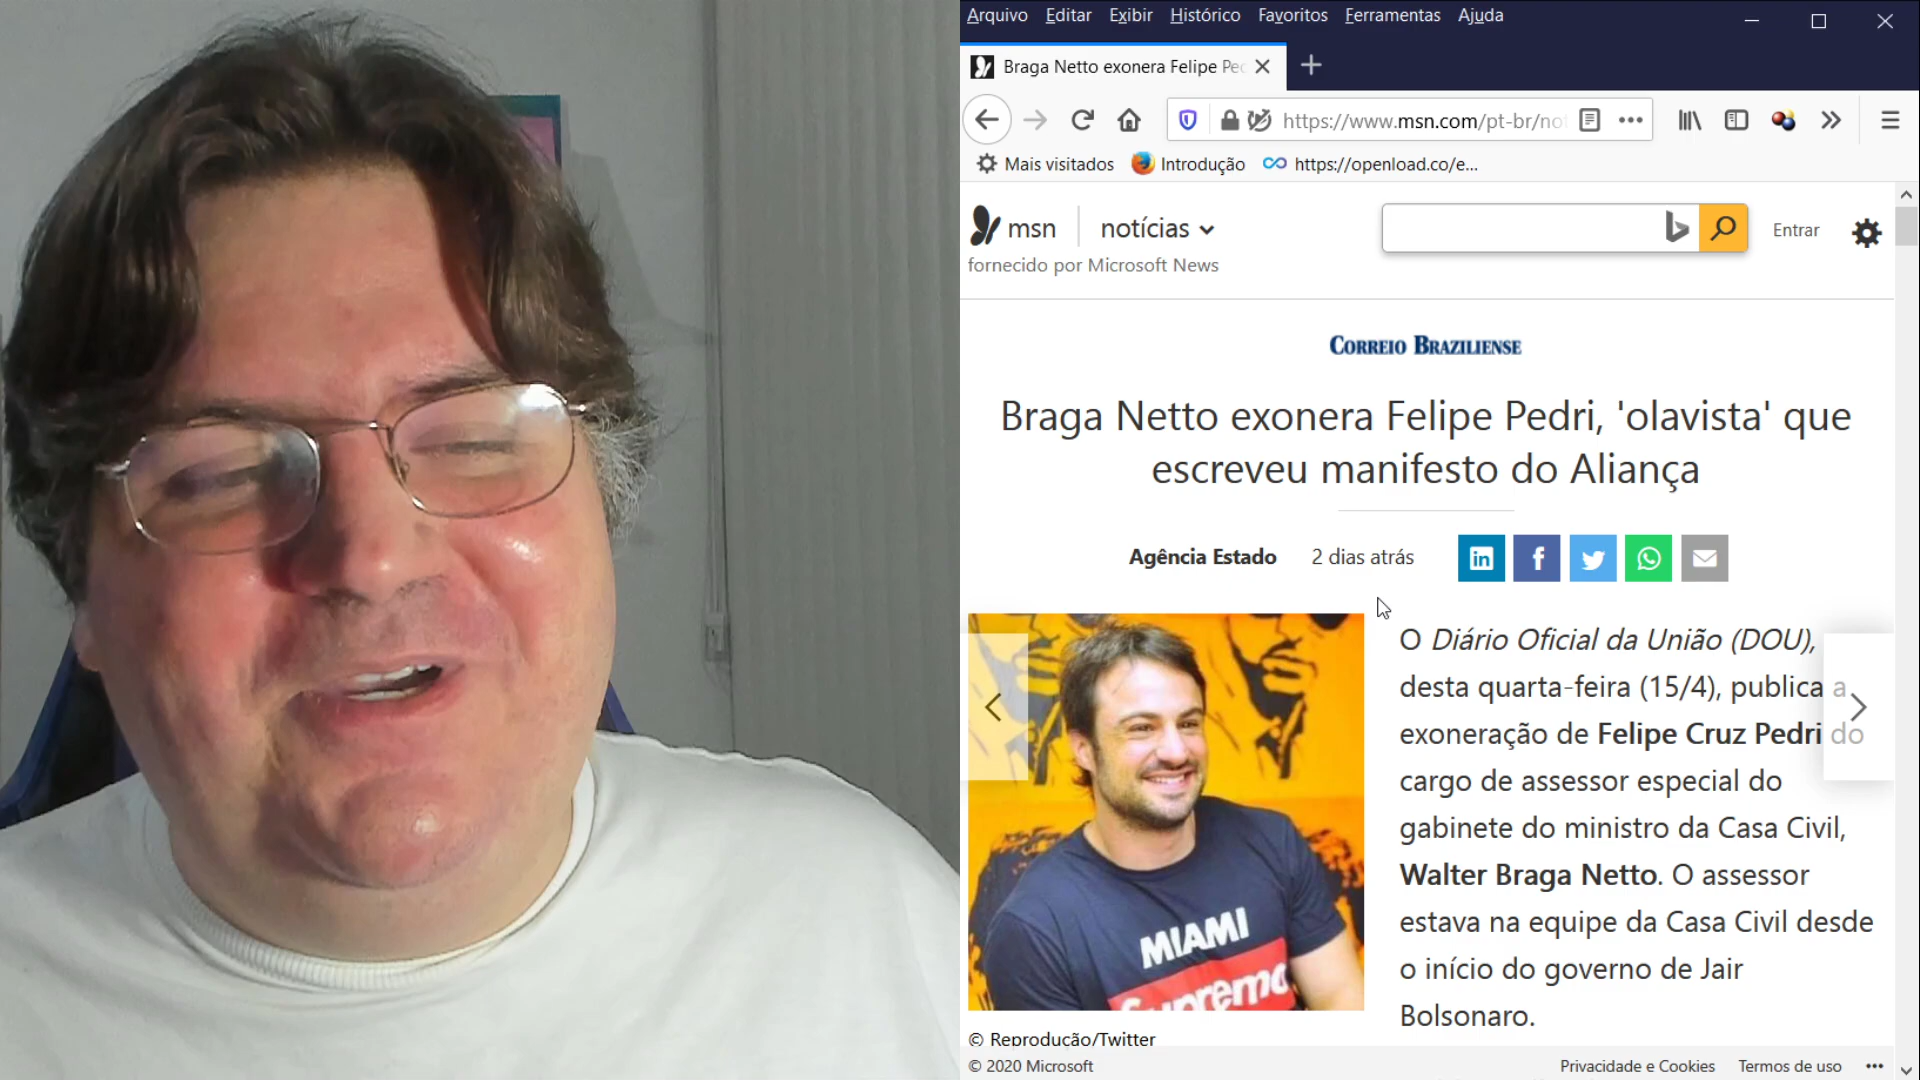 Arquivo Editar Exibir Histórico Favoritos Ferramentas Ajuda
Braga Netto exonera Felipe Ped
https://www.msn.com/pt-br/not
Mais visitados Introdução https://openload.co/e...
msn notícias
Entrar
fornecido por Microsoft News
CORREIO BRAZILIENSE
Braga Netto exonera Felipe Pedri, 'olavista' que
escreveu manifesto do Aliança
Agência Estado 2 dias atrás
O Diário Oficial da União (DOU),
desta quarta-feira (15/4), publica a
exoneração de Felipe Cruz Pedri do
cargo de assessor especial do
gabinete do ministro da Casa Civil,
Walter Braga Netto. O assessor
estava na equipe da Casa Civil desde
o início do governo de Jair
Bolsonaro.
MIAMI
Supreme
© Reprodução/Twitter
© 2020 Microsoft Privacidade e Cookies Termos de uso